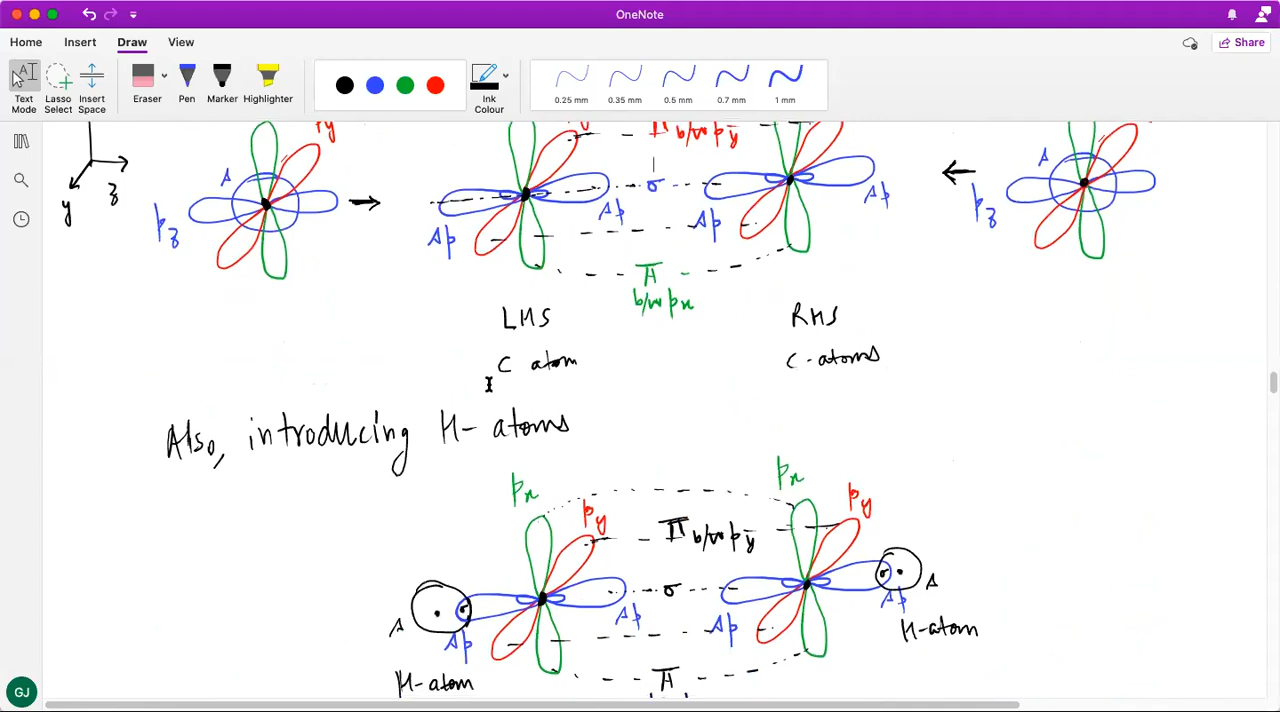 OneNote
Home Insert Draw View
Share
Text Mode
Lasso Select
Insert Space
Eraser
Pen
Marker
Highlighter
Ink Colour
0.25 mm
0.35 mm
0.5 mm
0.7 mm
1 mm
py
π
b/w py
s
s
y
z
pz
σ
sp
sp
sp
sp
pz
π
b/w px
LHS
RHS
C atom
C-atoms
Also, introducing H-atoms
px
px
py
py
π b/w py
σ
s
s
sp
sp
sp
sp
σ
σ
H-atom
H-atom
π
GJ